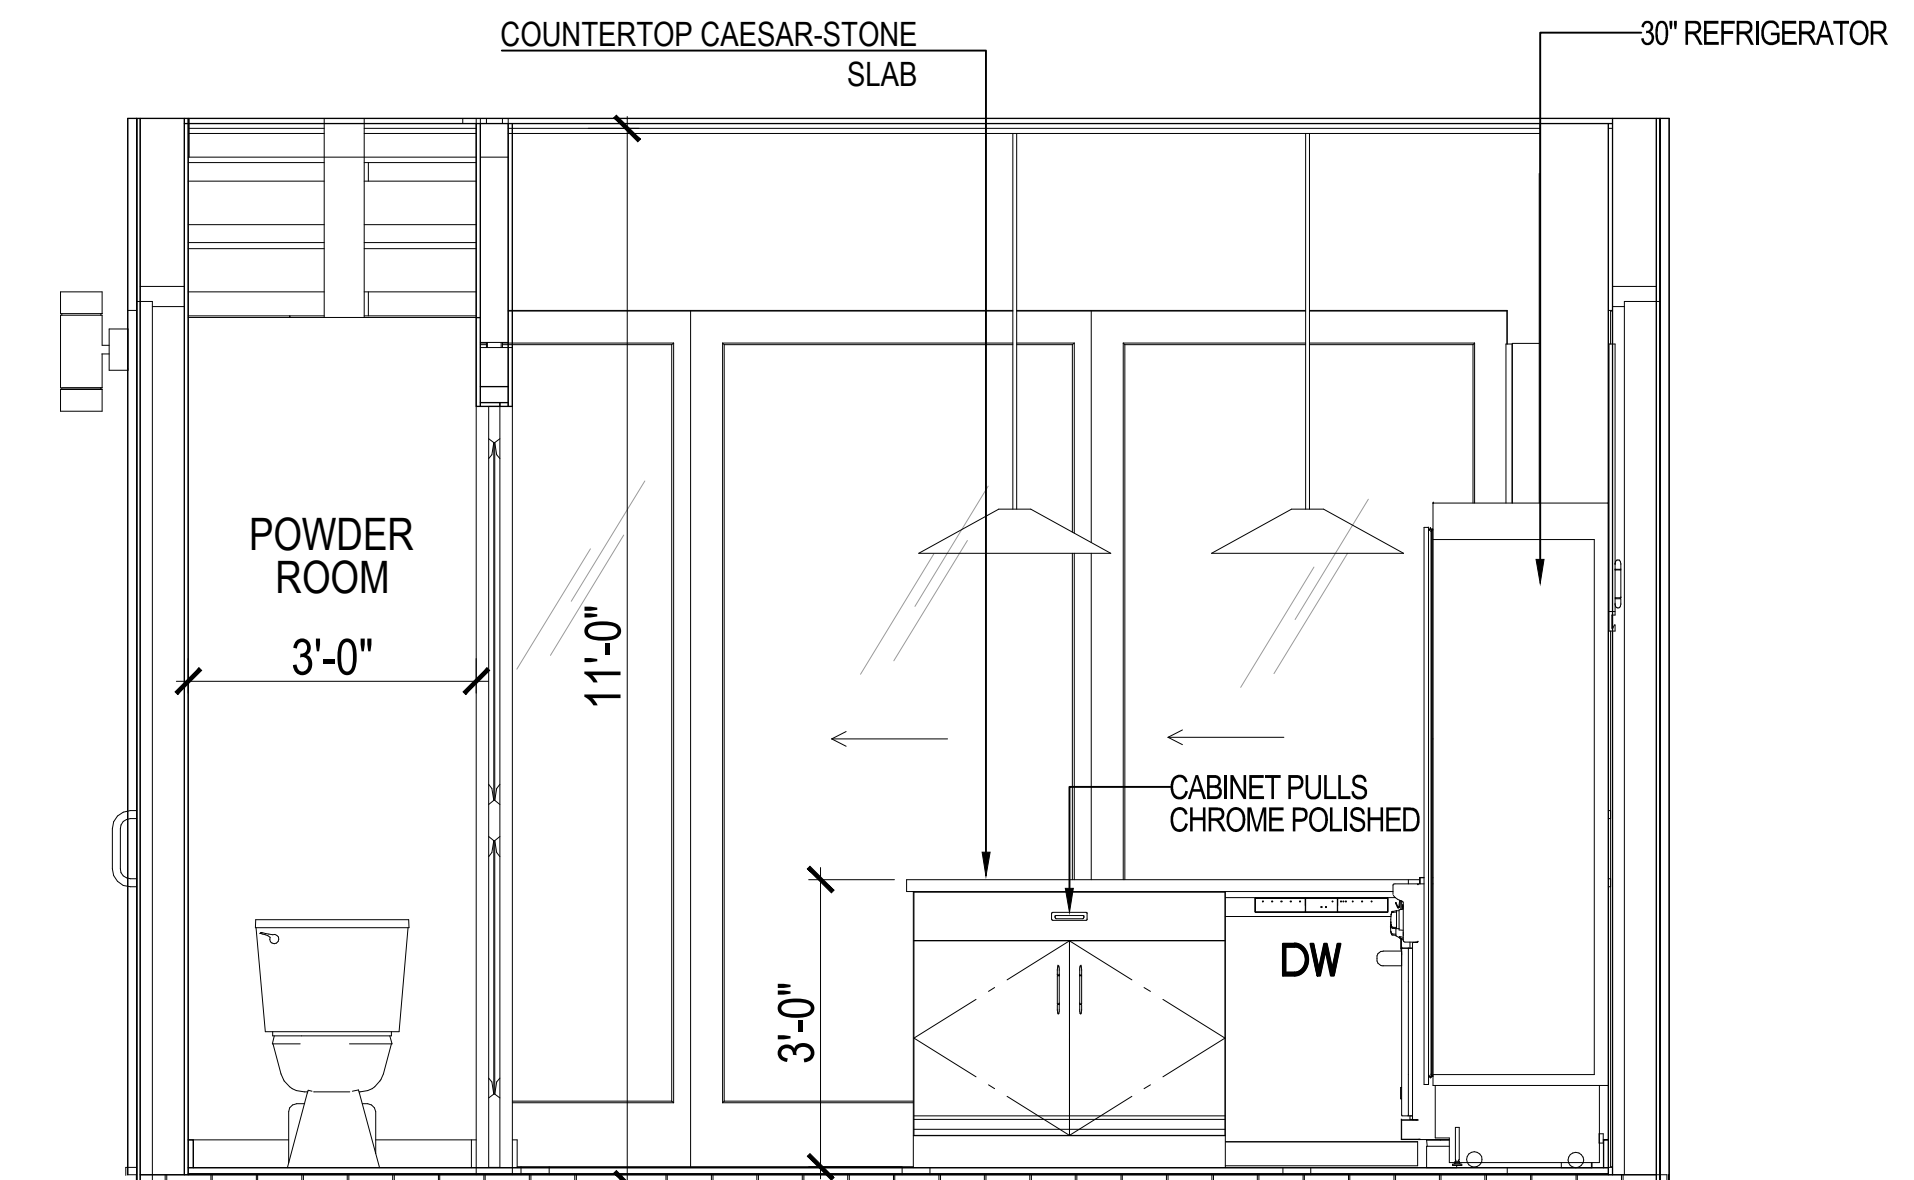 COUNTERTOP CAESAR-STONE
SLAB
30" REFRIGERATOR
POWDER
ROOM
3'-0"
11'-0"
CABINET PULLS
CHROME POLISHED
DW
3'-0"